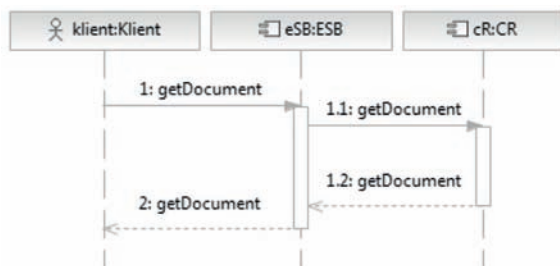 klient:Klient
eSB:ESB
cR:CR
1: getDocument
1.1: getDocument
1.2: getDocument
2: getDocument